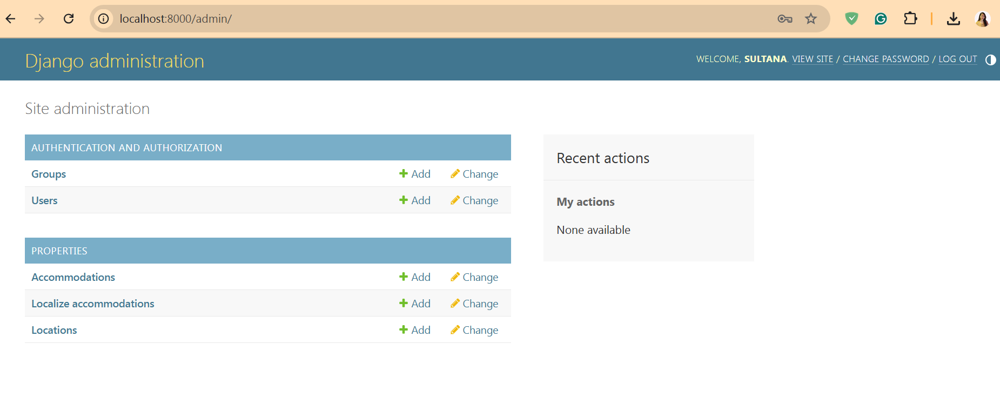 localhost:8000/admin/
Django administration
WELCOME, SULTANA. VIEW SITE / CHANGE PASSWORD / LOG OUT
Site administration
AUTHENTICATION AND AUTHORIZATION
Groups Add Change
Users Add Change
PROPERTIES
Accommodations Add Change
Localize accommodations Add Change
Locations Add Change
Recent actions
My actions
None available